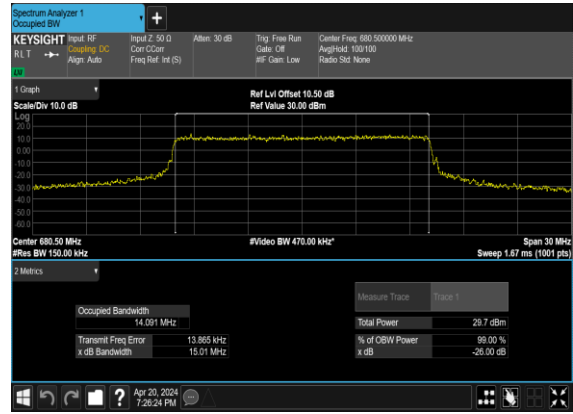 Spectrum Analyzer 1
Occupied BW
+
KEYSIGHT Input: RF Input Z: 50 Ω Atten: 30 dB Trig: Free Run Center Freq: 680.500000 MHz
RLT Coupling: DC Corr CCorr Gate: Off Avg|Hold: 100/100
Align: Auto Freq Ref: Int (S) #IF Gain: Low Radio Std: None
1 Graph Ref Lvl Offset 10.50 dB
Scale/Div 10.0 dB Ref Value 30.00 dBm
Log
20.0
10.0
0.00
-10.0
-20.0
-30.0
-40.0
-50.0
-60.0
Center 680.50 MHz #Video BW 470.00 kHz* Span 30 MHz
#Res BW 150.00 kHz Sweep 1.67 ms (1001 pts)
2 Metrics
Measure Trace Trace 1
Occupied Bandwidth
14.091 MHz Total Power 29.7 dBm
Transmit Freq Error 13.865 kHz % of OBW Power 99.00 %
x dB Bandwidth 15.01 MHz x dB -26.00 dB
? Apr 20, 2024
7:26:24 PM